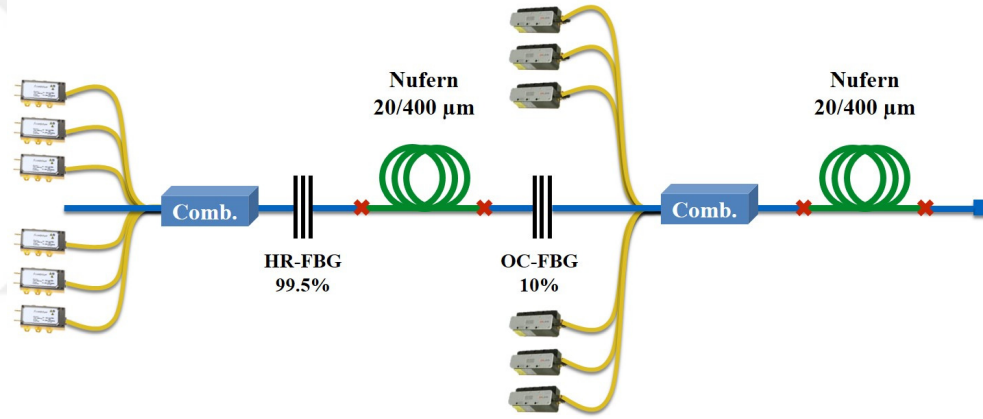 Nufern
20/400 µm
Nufern
20/400 µm
Comb.
Comb.
HR-FBG
99.5%
OC-FBG
10%